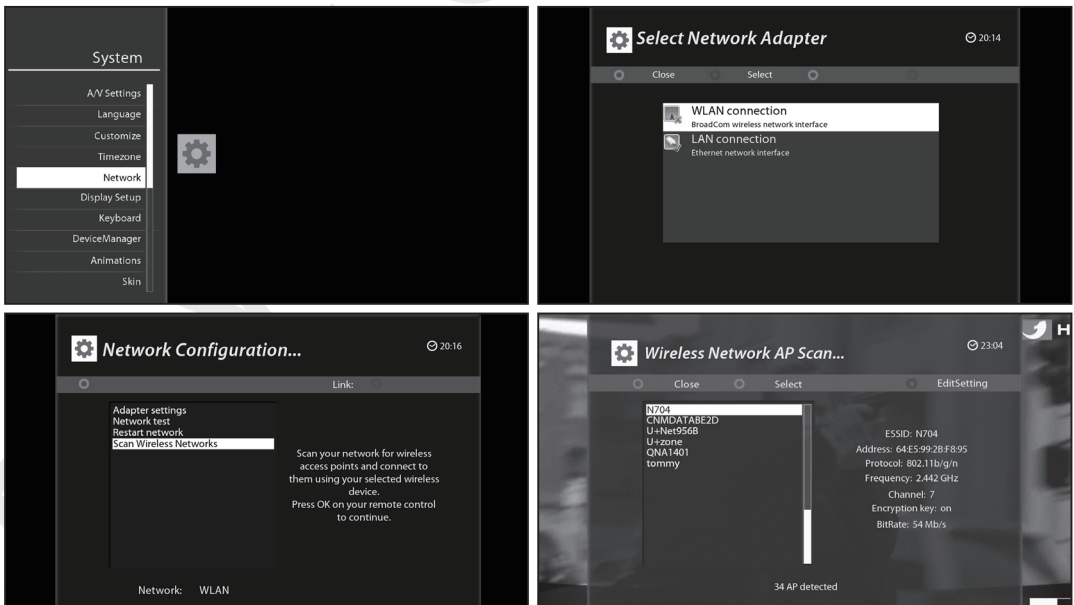 System
A/V Settings
Language
Customize
Timezone
Network
Display Setup
Keyboard
DeviceManager
Animations
Skin
Select Network Adapter
20:14
Close Select
WLAN connection
BroadCom wireless network interface
LAN connection
Ethernet network interface
Network Configuration...
20:16
Link:
Adapter settings
Network test
Restart network
Scan Wireless Networks
Scan your network for wireless
access points and connect to
them using your selected wireless
device.
Press OK on your remote control
to continue.
Network: WLAN
H
Wireless Network AP Scan...
23:04
Close Select EditSetting
N704
CNMDATABE2D
U+Net956B
U+zone
QNA1401
tommy
ESSID: N704
Address: 64:E5:99:2B:F8:95
Protocol: 802.11b/g/n
Frequency: 2.442 GHz
Channel: 7
Encryption key: on
BitRate: 54 Mb/s
34 AP detected